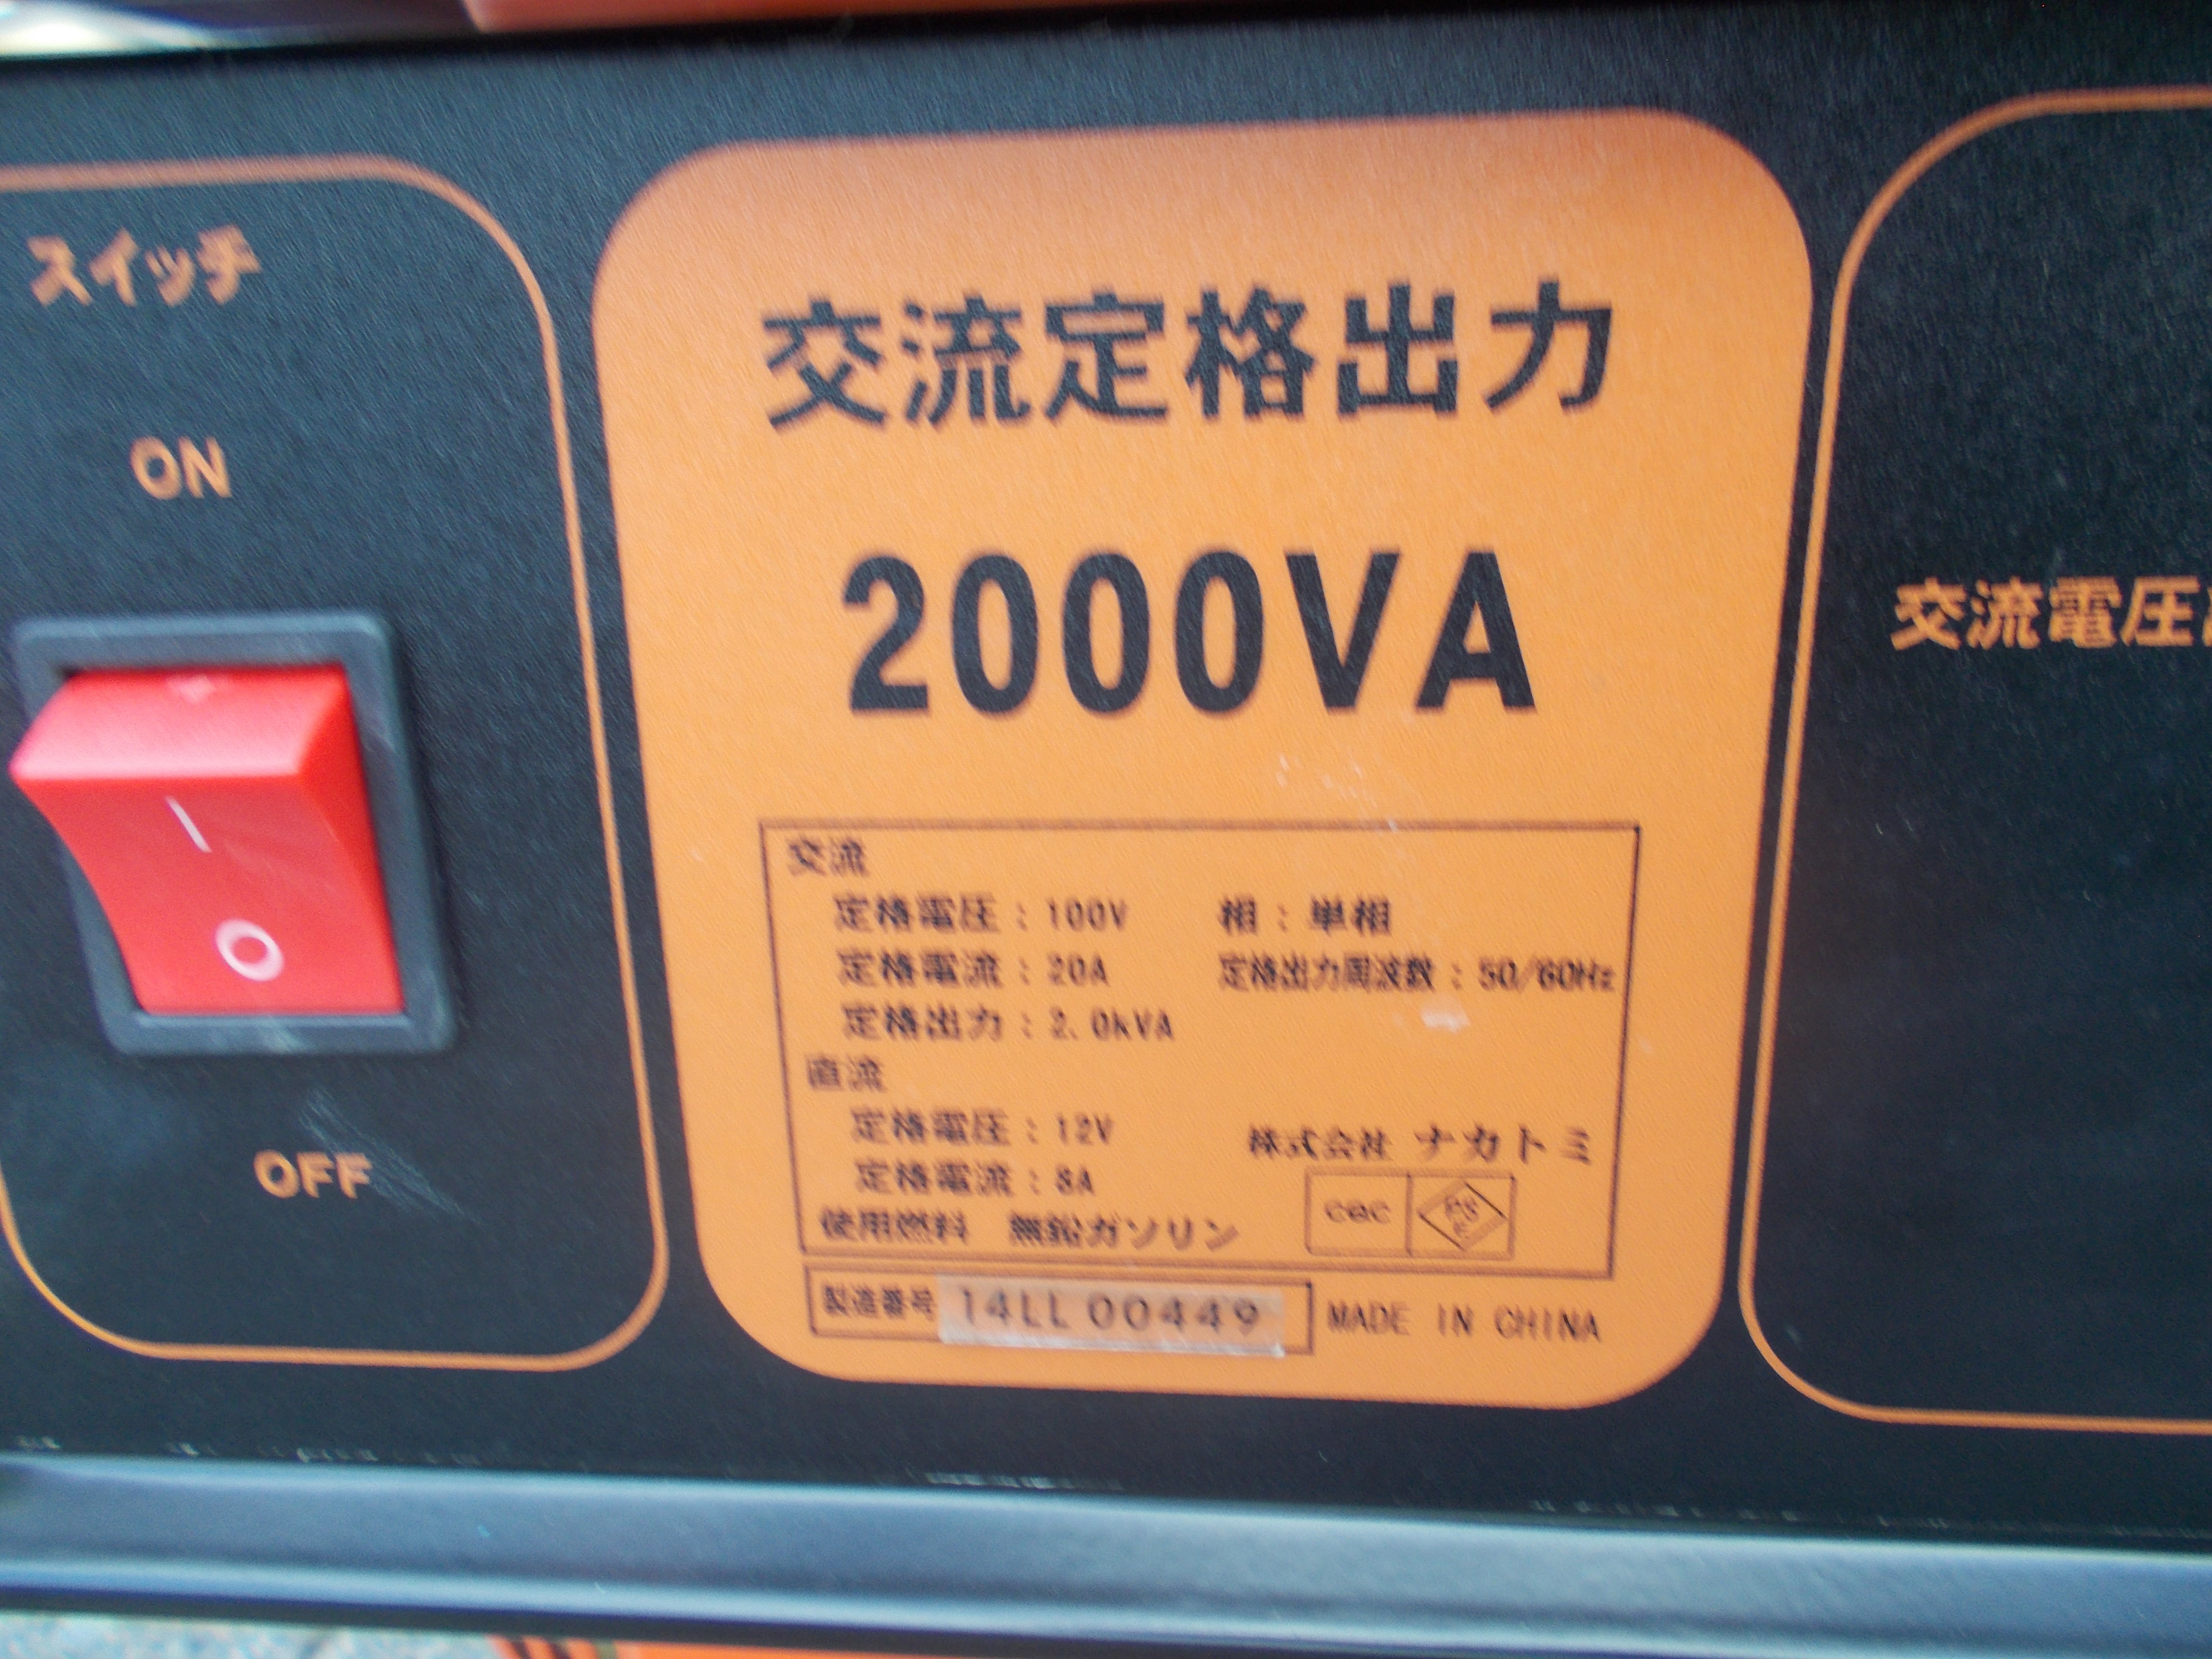 スイッチ
ON
I
O
OFF
交流定格出力
2000VA
交流
定格電圧：100V 相：単相
定格電流：20A 定格出力周波数：50/60Hz
定格出力：2.0kVA
直流
定格電圧：12V
定格電流：8A
株式会社 ナカトミ
使用燃料 無鉛ガソリン
PS
E
製造番号 14LL 00449
MADE IN CHINA
交流電圧